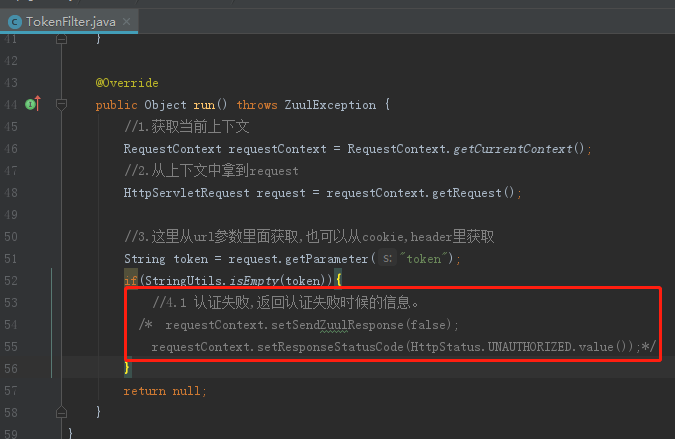 TokenFilter.java
41 }
42
43 @Override
44 public Object run() throws ZuulException {
45 //1.获取当前上下文
46 RequestContext requestContext = RequestContext.getCurrentContext();
47 //2.从上下文中拿到request
48 HttpServletRequest request = requestContext.getRequest();
49
50 //3.这里从url参数里面获取,也可以从cookie,header里获取
51 String token = request.getParameter( s: "token");
52 if(StringUtils.isEmpty(token)){
53 //4.1 认证失败,返回认证失败时候的信息。
54 /* requestContext.setSendZuulResponse(false);
55 requestContext.setResponseStatusCode(HttpStatus.UNAUTHORIZED.value());*/
56 }
57 return null;
58 }
59 }